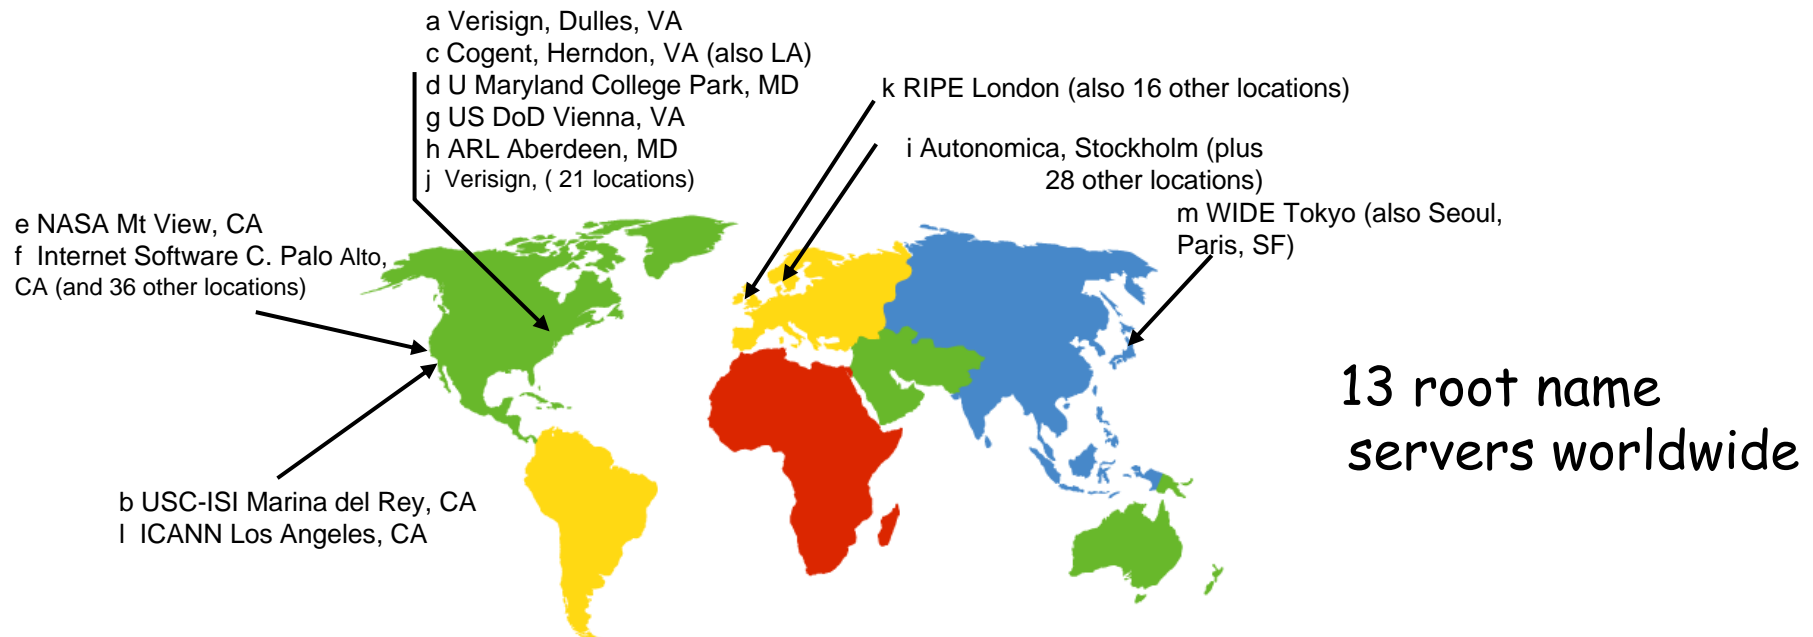 a Verisign, Dulles, VA
c Cogent, Herndon, VA (also LA)
d U Maryland College Park, MD
g US DoD Vienna, VA
h ARL Aberdeen, MD
j Verisign, ( 21 locations)
k RIPE London (also 16 other locations)
i Autonomica, Stockholm (plus
28 other locations)
m WIDE Tokyo (also Seoul,
Paris, SF)
e NASA Mt View, CA
f Internet Software C. Palo Alto,
CA (and 36 other locations)
13 root name
servers worldwide
b USC-ISI Marina del Rey, CA
l ICANN Los Angeles, CA